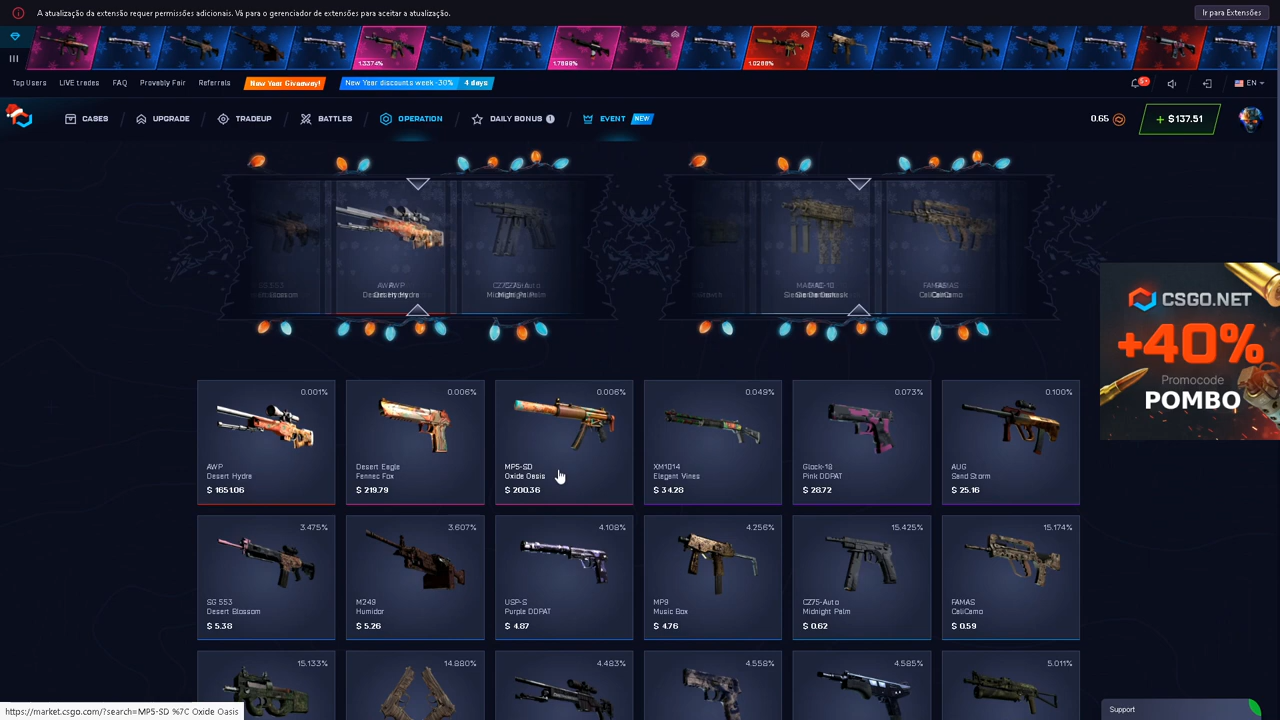 A atualização da extensão requer permissões adicionais. Vá para o gerenciador de extensões para aceitar a atualização.
Ir para Extensões
1.3374%
1.7698%
1.0266%
Top Users LIVE trades FAQ Provably Fair Referrals New Year Giveaway! New Year discounts week -30% 4 days
EN
CASES UPGRADE TRADEUP BATTLES OPERATION DAILY BONUS EVENT NEW
0.65 + $137.51
CSGO.NET
+40%
Promocode
POMBO
0.001%
AWP
Desert Hydra
$ 1651.06
0.006%
Desert Eagle
Fennec Fox
$ 219.79
0.006%
MP5-SD
Oxide Oasis
$ 200.36
0.049%
XM1014
Elegant Vines
$ 34.28
0.073%
Glock-18
Pink DDPAT
$ 28.72
0.100%
AUG
Sand Storm
$ 25.16
3.475%
SG 553
Desert Blossom
$ 5.38
3.607%
M249
Humidor
$ 5.26
4.108%
USP-S
Purple DDPAT
$ 4.87
4.256%
MP9
Music Box
$ 4.76
15.425%
CZ75-Auto
Midnight Palm
$ 0.62
15.174%
FAMAS
CaliCamo
$ 0.59
15.133%
14.880%
4.483%
4.558%
4.585%
5.011%
https://market.csgo.com/?search=MP5-SD %7C Oxide Oasis
Support